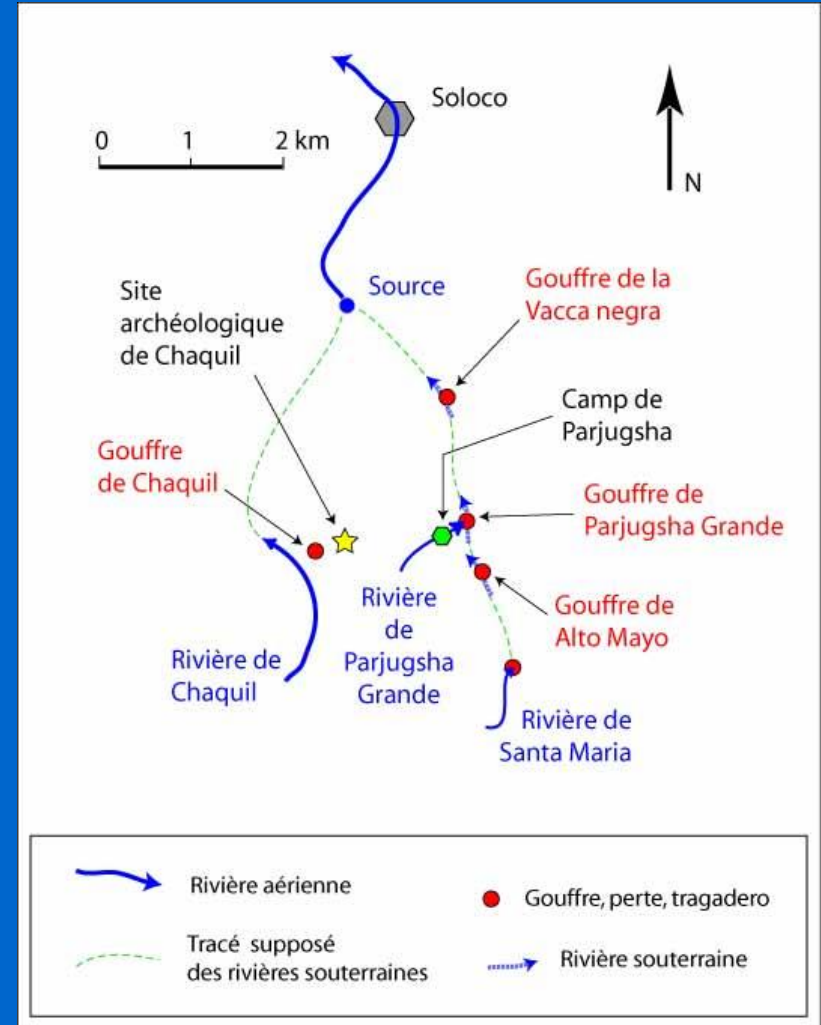 Soloco
0 1 2 km
N
Source
Gouffre de la
Vacca negra
Site
archéologique
de Chaquil
Camp de
Parjugsha
Gouffre
de Chaquil
Gouffre de
Parjugsha Grande
Rivière
de
Parjugsha
Grande
Gouffre de
Alto Mayo
Rivière de
Chaquil
Rivière de
Santa Maria
Rivière aérienne
Gouffre, perte, tragadero
Tracé supposé
des rivières souterraines
Rivière souterraine